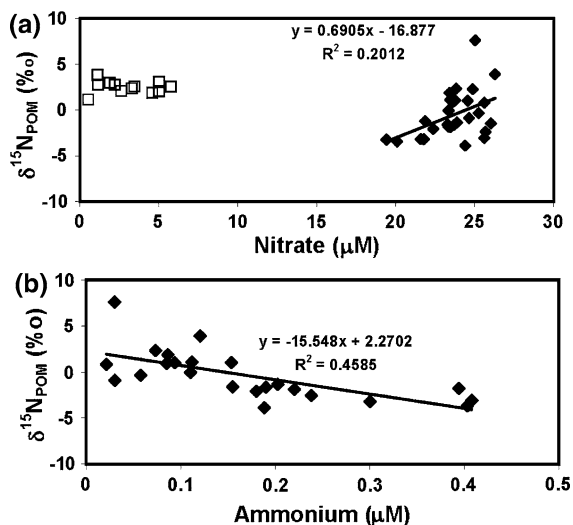 (a)
y = 0.6905x - 16.877
R² = 0.2012
δ¹⁵N_POM (‰)
10
5
0
-5
-10
0 5 10 15 20 25 30
Nitrate (μM)
(b)
y = -15.548x + 2.2702
R² = 0.4585
δ¹⁵N_POM (%o)
10
5
0
-5
-10
0 0.1 0.2 0.3 0.4 0.5
Ammonium (μM)